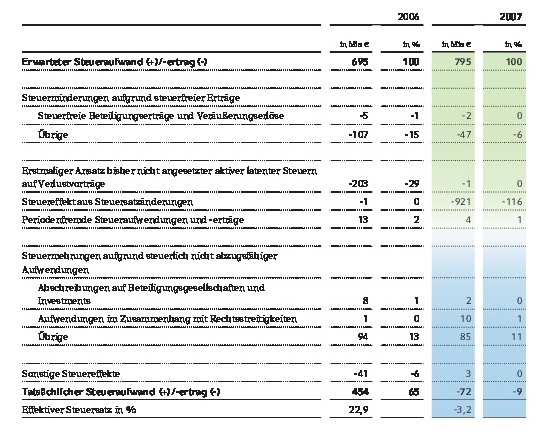 2006 2007
in Mio € in % in Mio € in %
Erwarteter Steueraufwand (+)/-ertrag (-) 695 100 795 100
Steuerminderungen aufgrund steuerfreier Erträge
Steuerfreie Beteiligungserträge und Veräußerungserlöse -5 -1 -2 0
Übrige -107 -15 -47 -6
Erstmaliger Ansatz bisher nicht angesetzter aktiver latenter Steuern
auf Verlustvorträge -203 -29 -1 0
Steuereffekt aus Steuersatzänderungen -1 0 -921 -116
Periodenfremde Steueraufwendungen und -erträge 13 2 4 1
Steuermehrungen aufgrund steuerlich nicht abzugsfähiger
Aufwendungen
Abschreibungen auf Beteiligungsgesellschaften und
Investments 8 1 2 0
Aufwendungen im Zusammenhang mit Rechtsstreitigkeiten 1 0 10 1
Übrige 94 13 85 11
Sonstige Steuereffekte -41 -6 3 0
Tatsächlicher Steueraufwand (+)/-ertrag (-) 454 65 -72 -9
Effektiver Steuersatz in % 22,9 -3,2